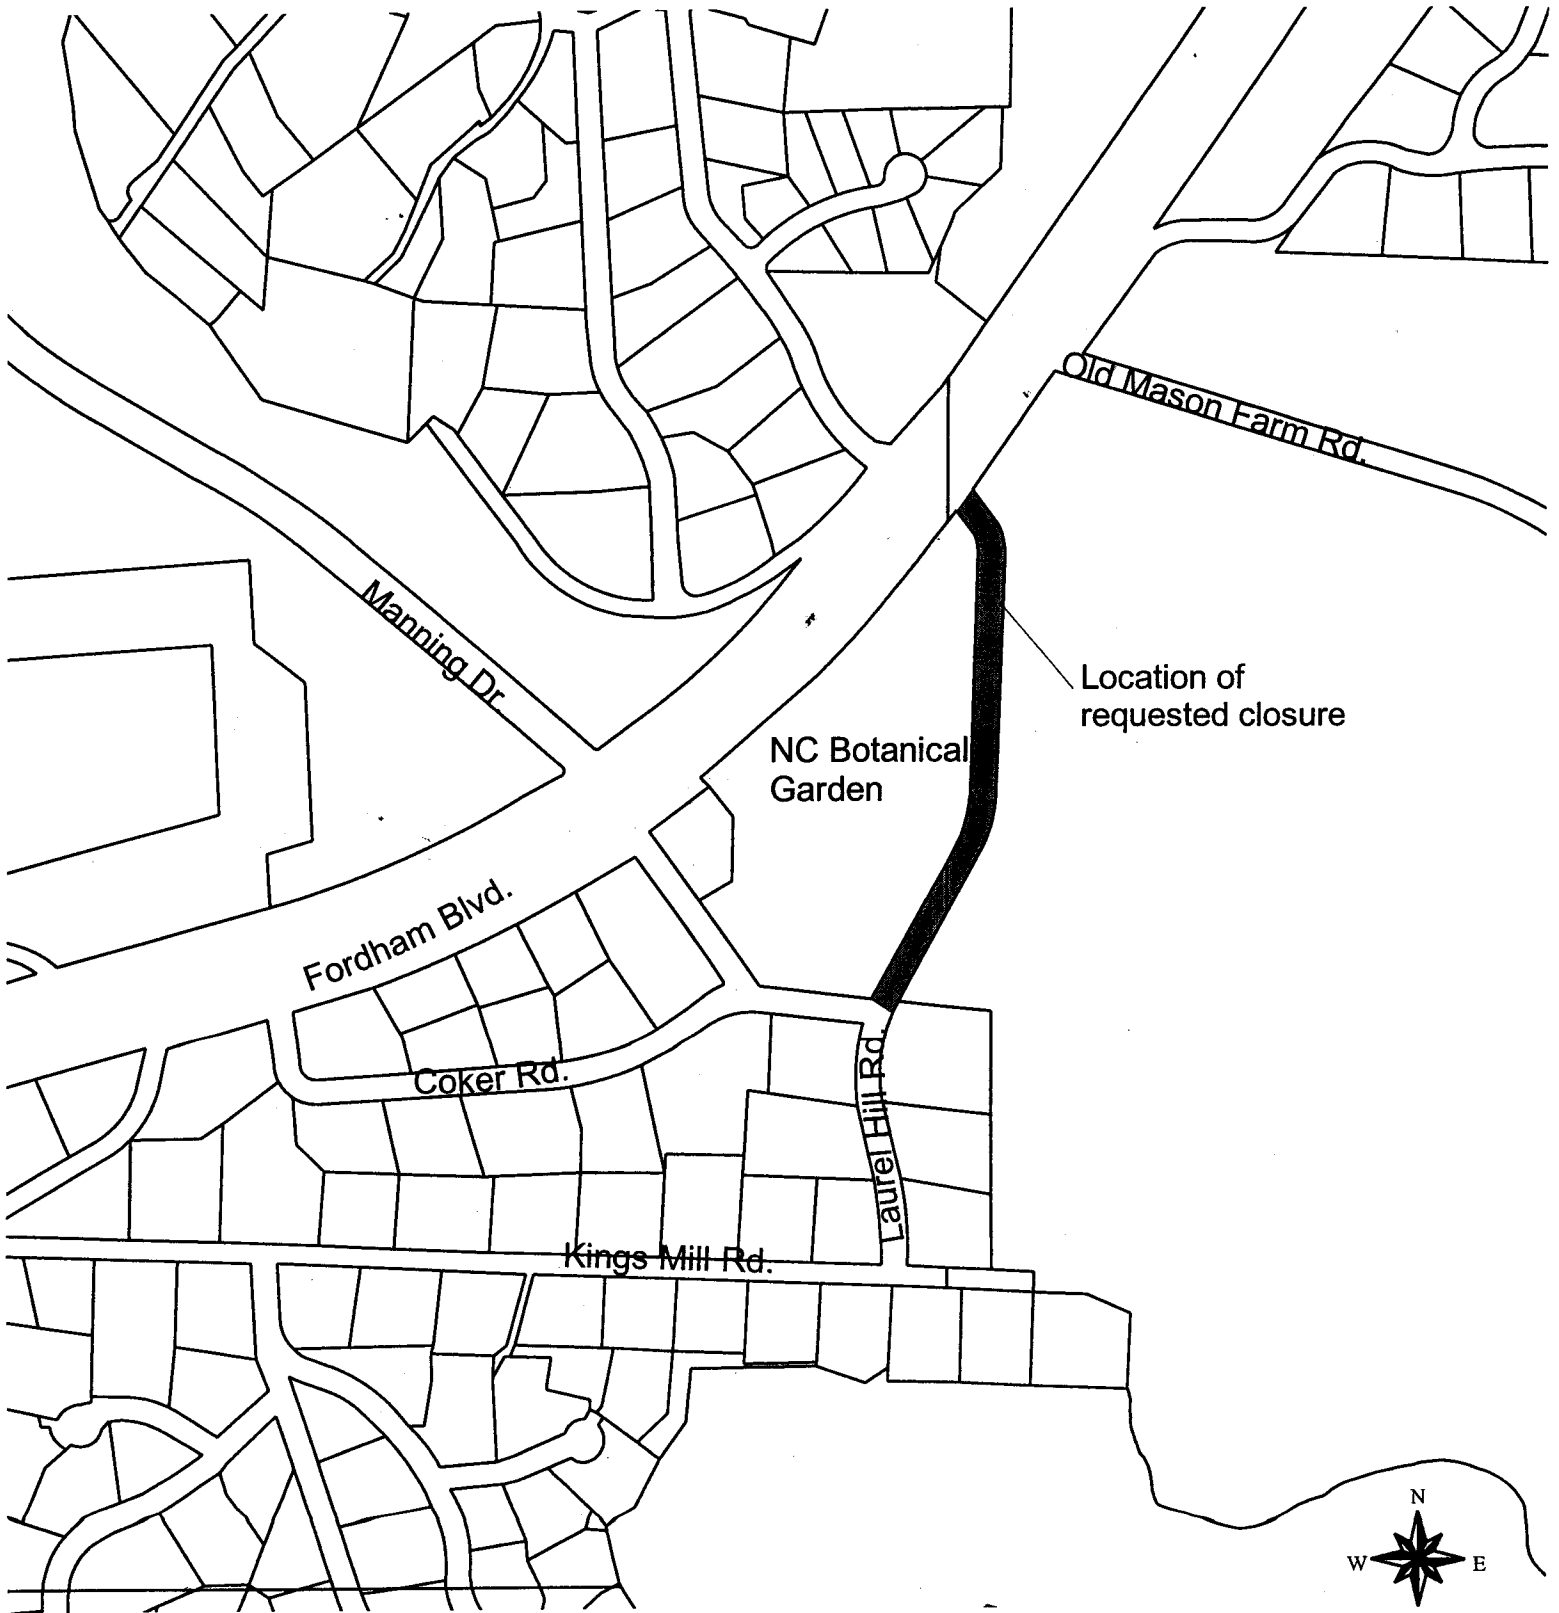 Old Mason Farm Rd.
Manning Dr.
Location of
requested closure
NC Botanical
Garden
Fordham Blvd.
Coker Rd.
Laurel Hill Rd.
Kings Mill Rd.
N
W
E